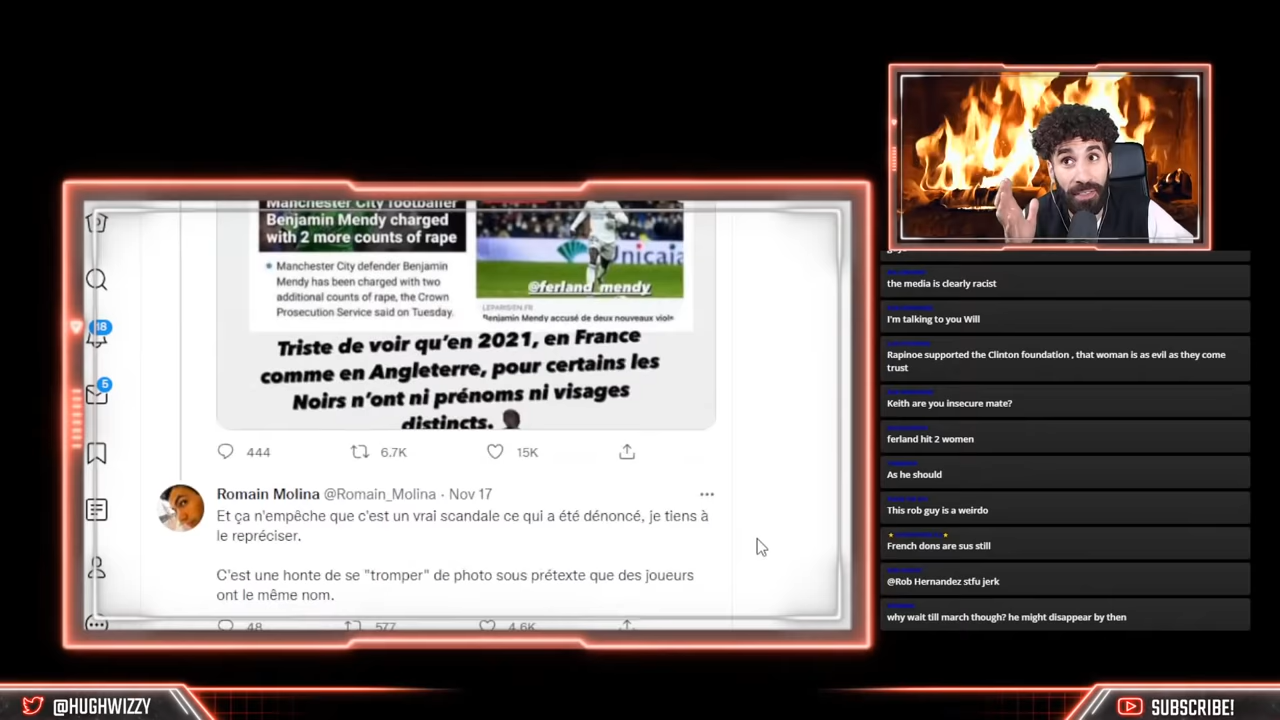 Manchester City footballer
Benjamin Mendy charged
with 2 more counts of rape
Manchester City defender Benjamin
Mendy has been charged with two
additional counts of rape, the Crown
Prosecution Service said on Tuesday.
Unicaja
@ferland_mendy
LEPARISIEN.FR
Benjamin Mendy accusé de deux nouveaux viols
Triste de voir qu'en 2021, en France
comme en Angleterre, pour certains les
Noirs n'ont ni prénoms ni visages
distincts.
18
5
444
6.7K
15K
Romain Molina @Romain_Molina · Nov 17
Et ça n'empêche que c'est un vrai scandale ce qui a été dénoncé, je tiens à
le repréciser.
C'est une honte de se "tromper" de photo sous prétexte que des joueurs
ont le même nom.
48
577
4.6K
the media is clearly racist
I'm talking to you Will
Rapinoe supported the Clinton foundation , that woman is as evil as they come
trust
Keith are you insecure mate?
ferland hit 2 women
As he should
This rob guy is a weirdo
French dons are sus still
@Rob Hernandez stfu jerk
why wait till march though? he might disappear by then
@HUGHWIZZY
SUBSCRIBE!